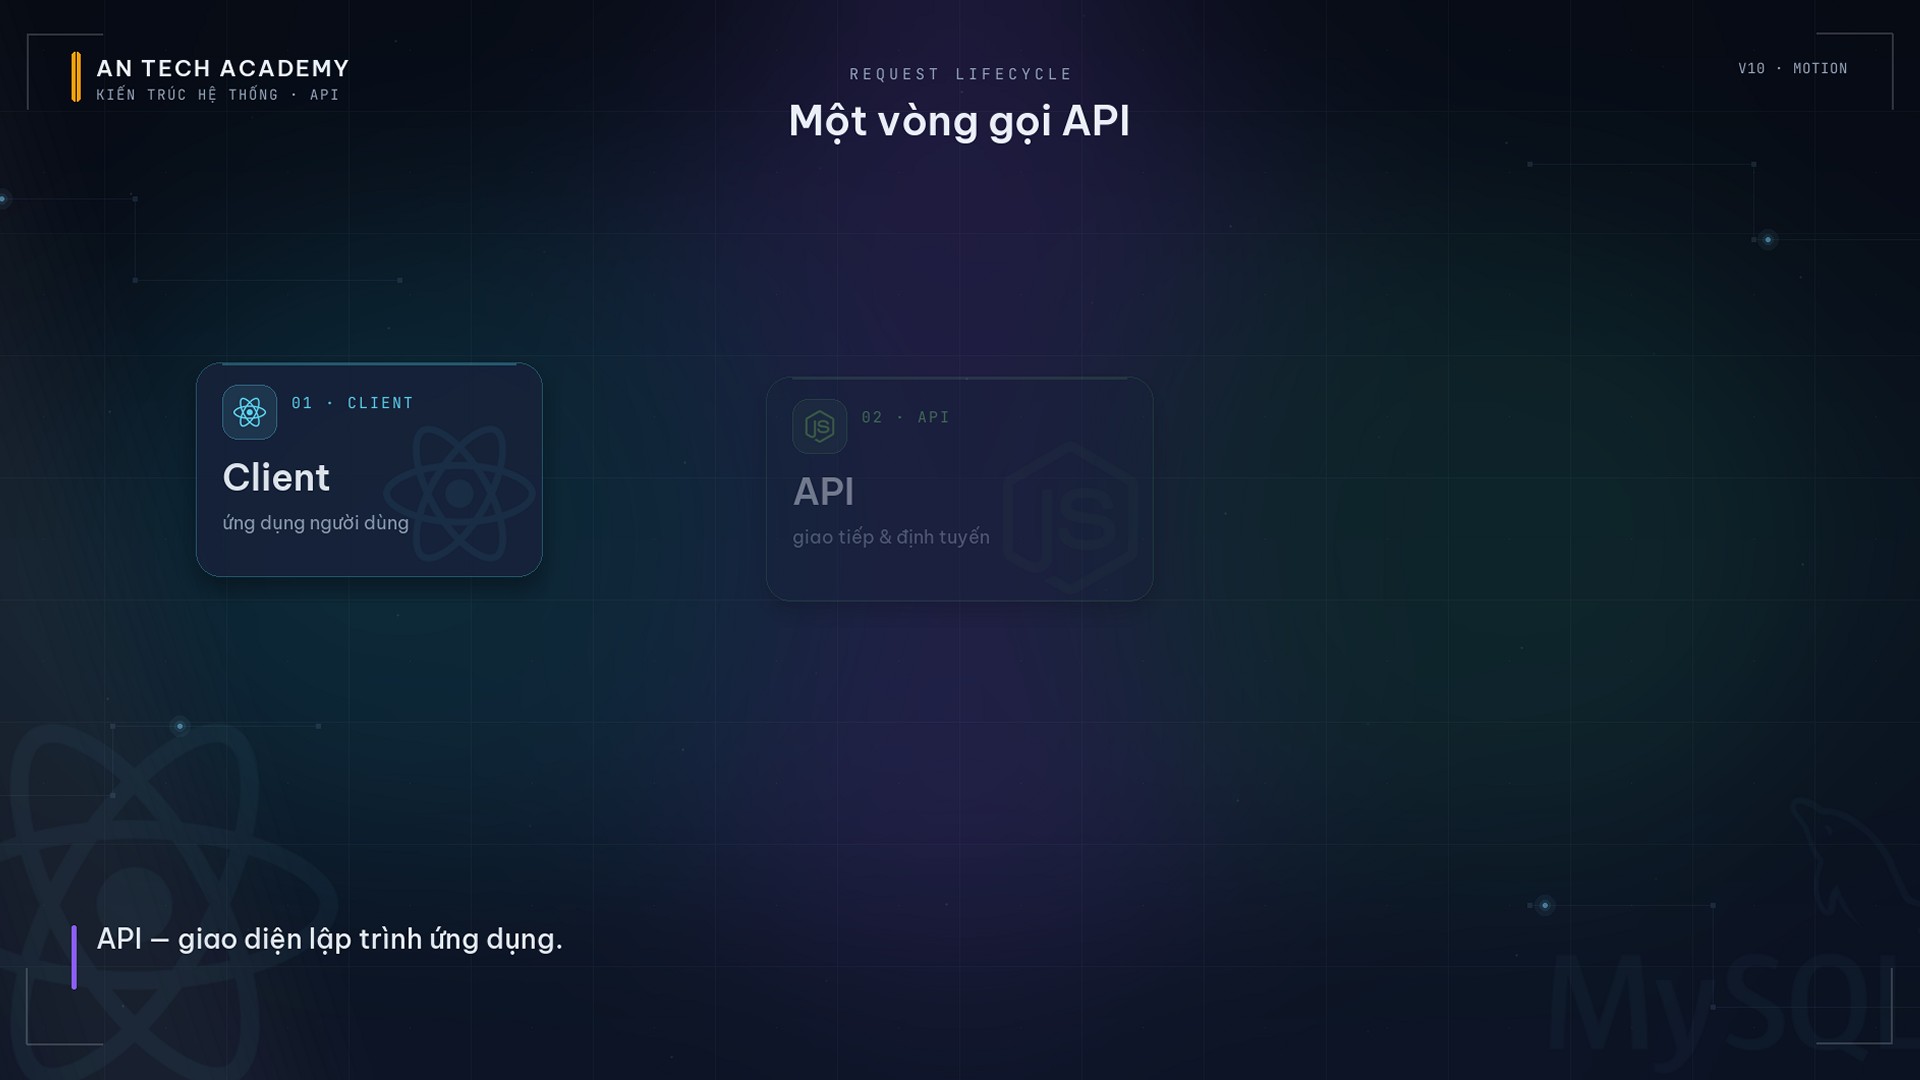 AN TECH ACADEMY
KIẾN TRÚC HỆ THỐNG · API
REQUEST LIFECYCLE
Một vòng gọi API
V10 · MOTION
01 · CLIENT
Client
ứng dụng người dùng
JS
02 · API
API
giao tiếp & định tuyến
JS
API — giao diện lập trình ứng dụng.
MySQL